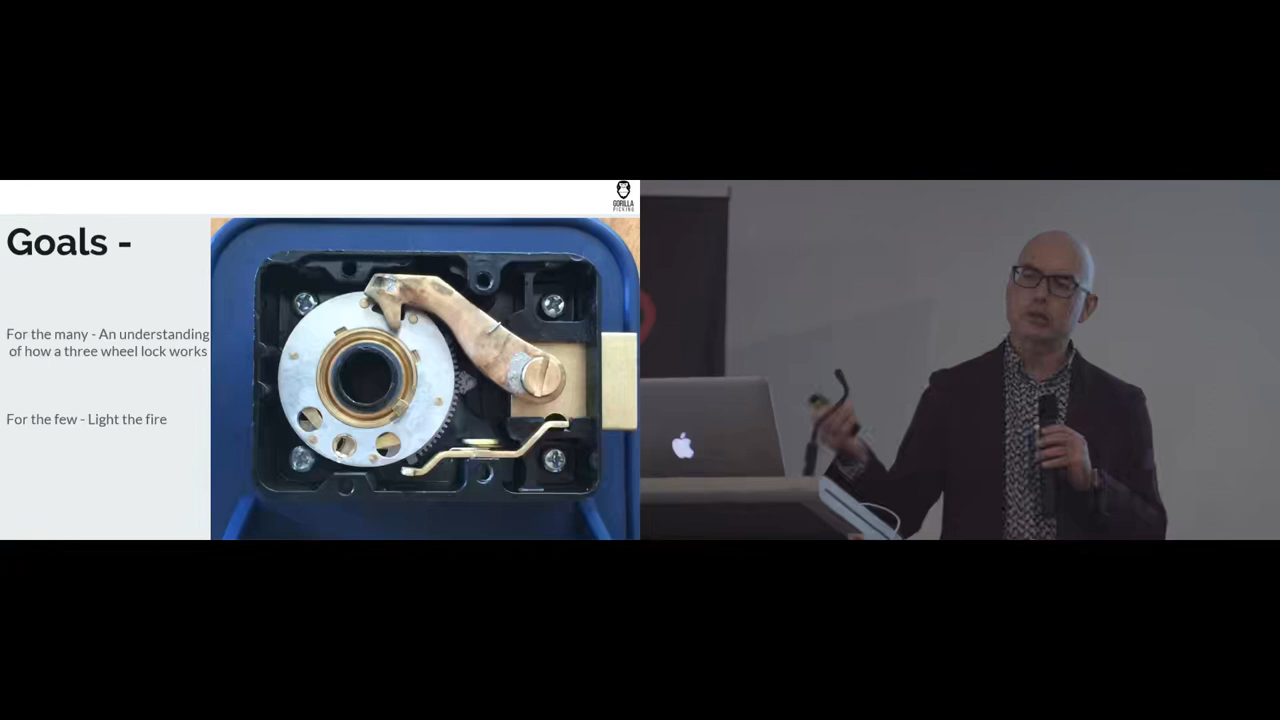 GORILLA
PICKING
Goals -
For the many - An understanding
of how a three wheel lock works
For the few - Light the fire